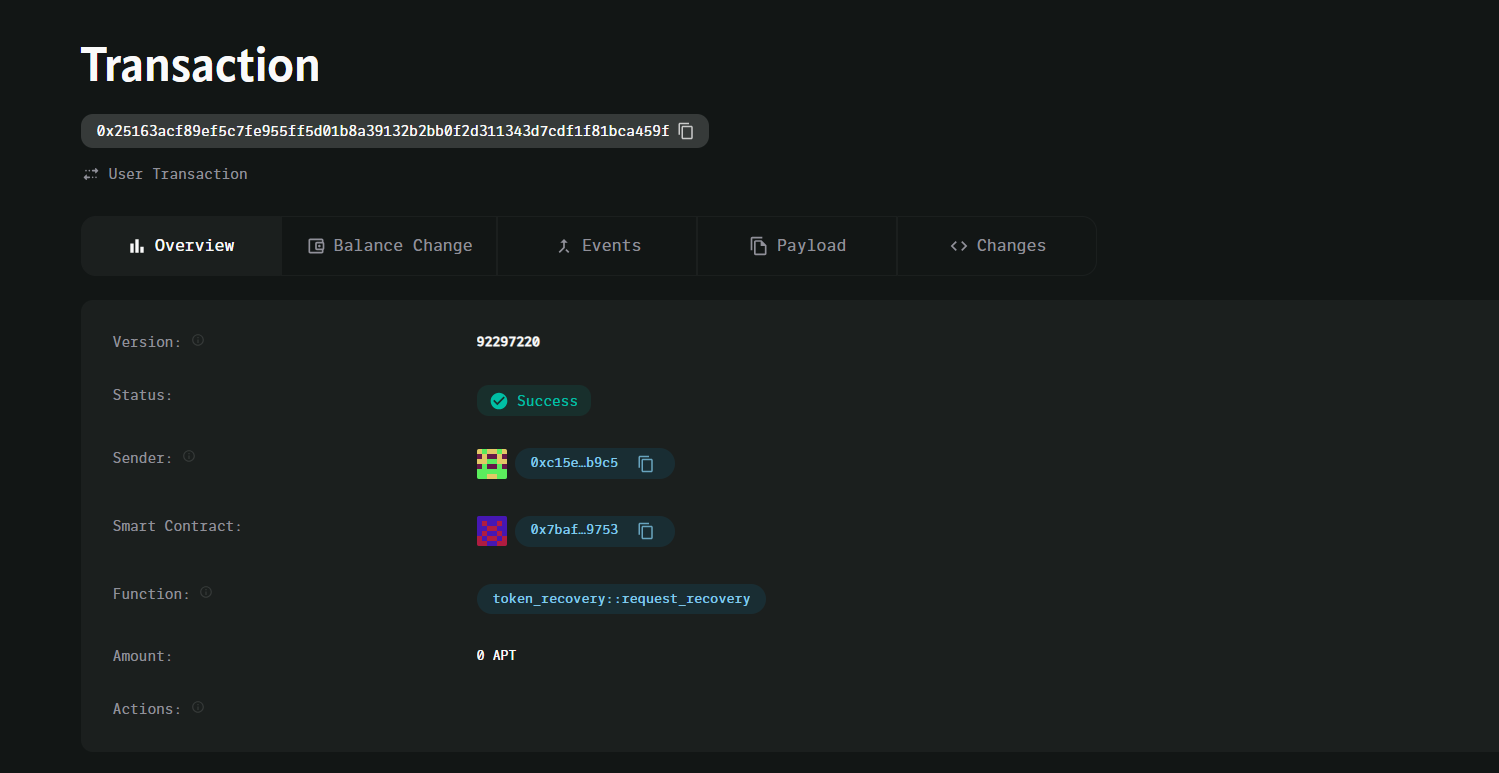 Transaction
0x25163acf89ef5c7fe955ff5d01b8a39132b2bb0f2d311343d7cdf1f81bca459f
User Transaction
Overview Balance Change Events Payload Changes
Version: 92297220
Status: Success
Sender: 0xc15e…b9c5
Smart Contract: 0x7baf…9753
Function: token_recovery::request_recovery
Amount: 0 APT
Actions: